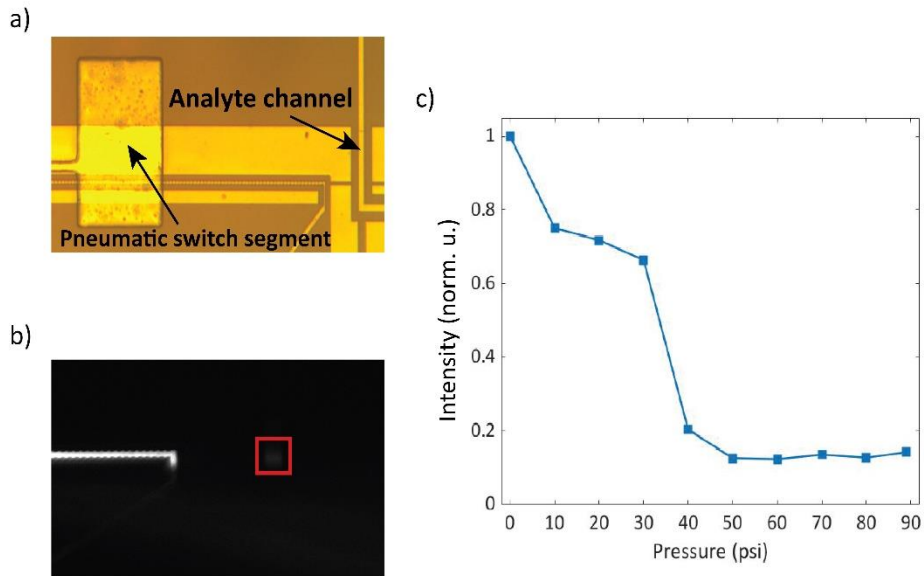 a)
Analyte channel
Pneumatic switch segment
b)
c)
Intensity (norm. u.)
1
0.8
0.6
0.4
0.2
0
0 10 20 30 40 50 60 70 80 90
Pressure (psi)